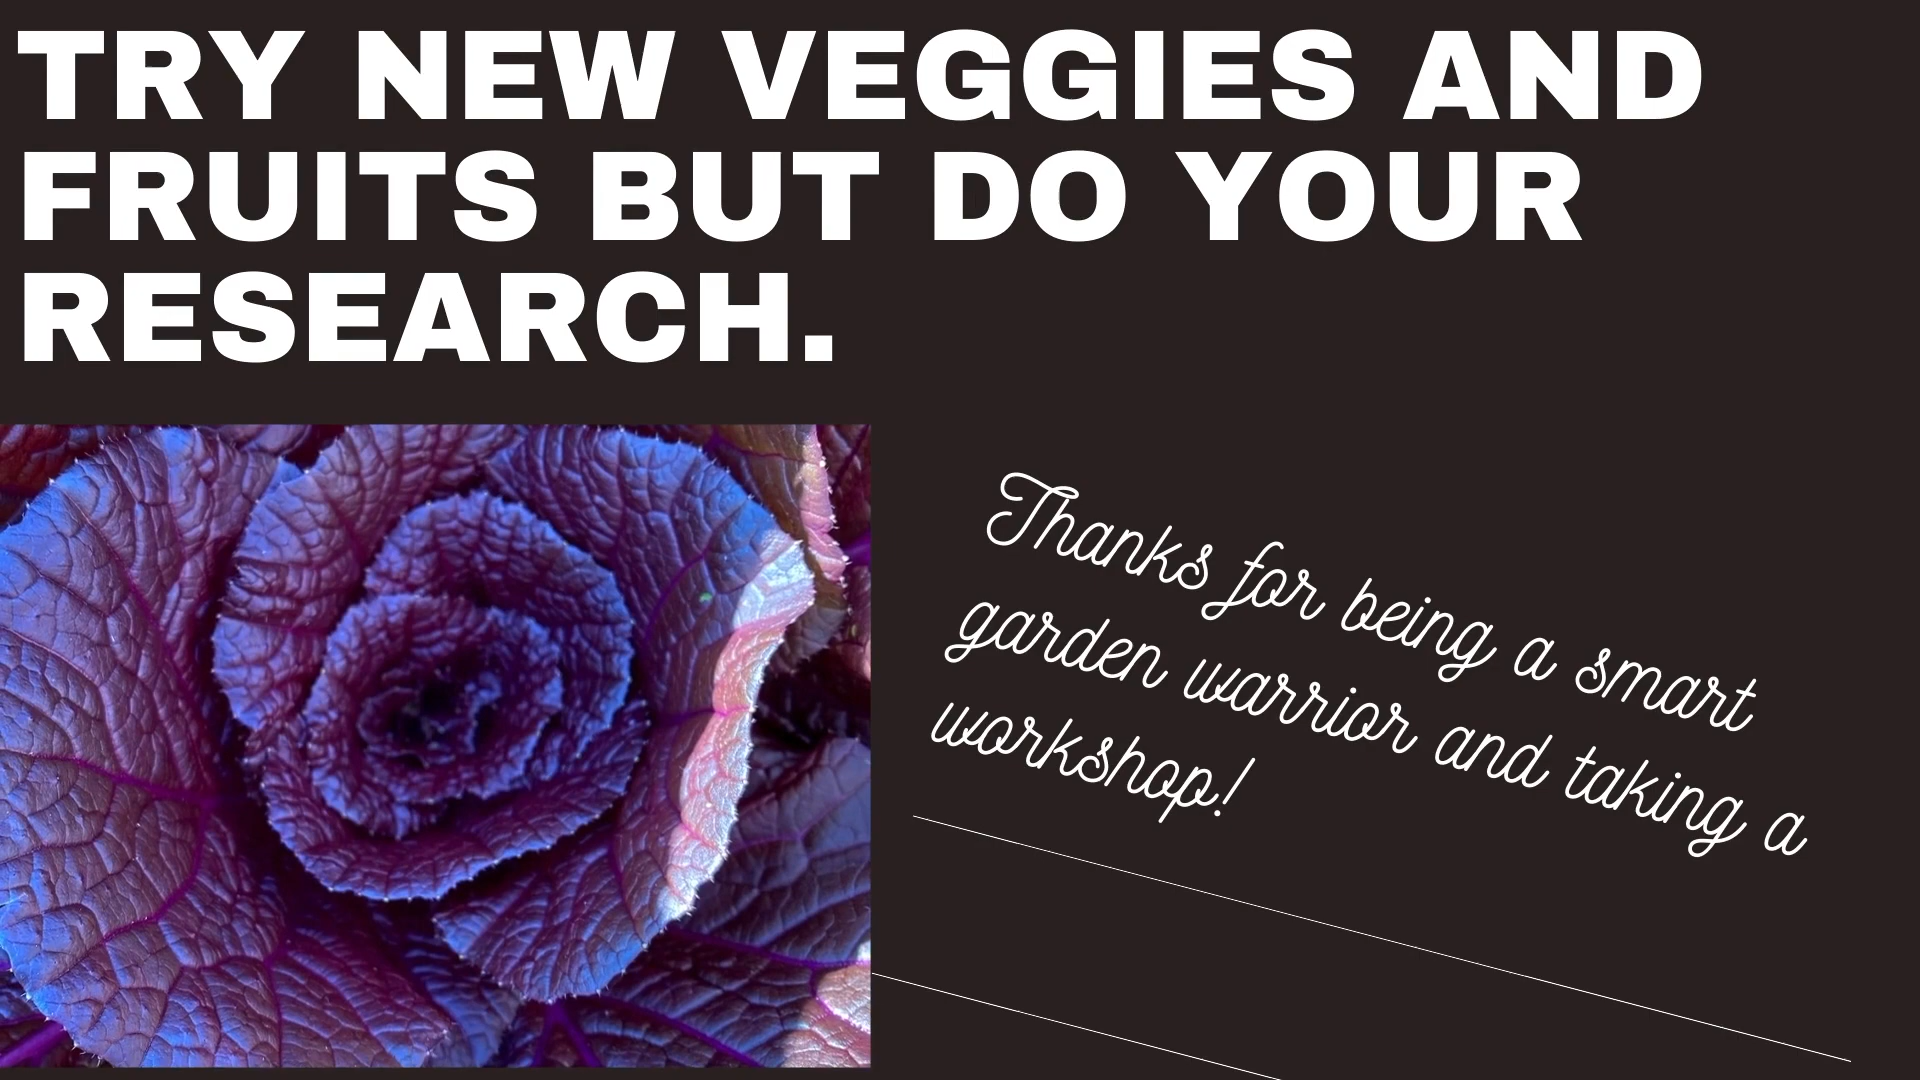 TRY NEW VEGGIES AND
FRUITS BUT DO YOUR
RESEARCH.
Thanks for being a smart
garden warrior and taking a
workshop!